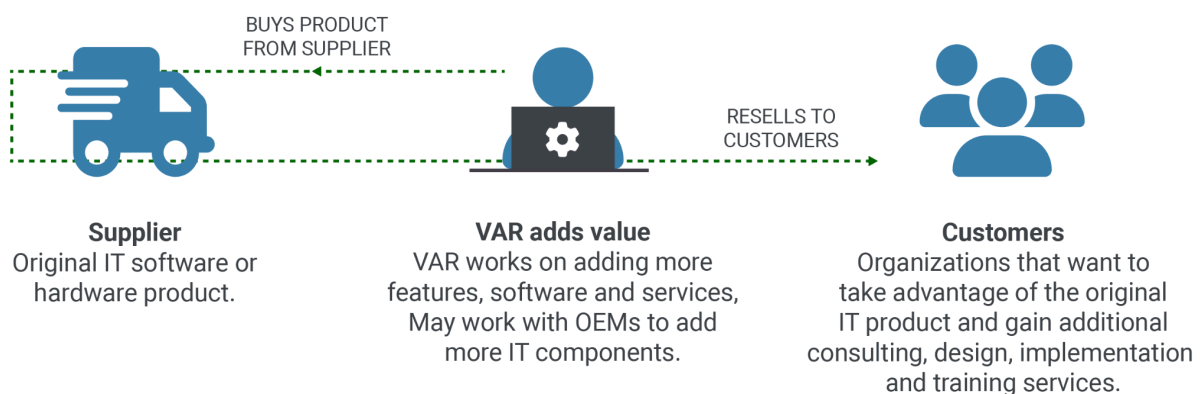 BUYS PRODUCT
FROM SUPPLIER
RESELLS TO
CUSTOMERS
Supplier
Original IT software or
hardware product.
VAR adds value
VAR works on adding more
features, software and services,
May work with OEMs to add
more IT components.
Customers
Organizations that want to
take advantage of the original
IT product and gain additional
consulting, design, implementation
and training services.